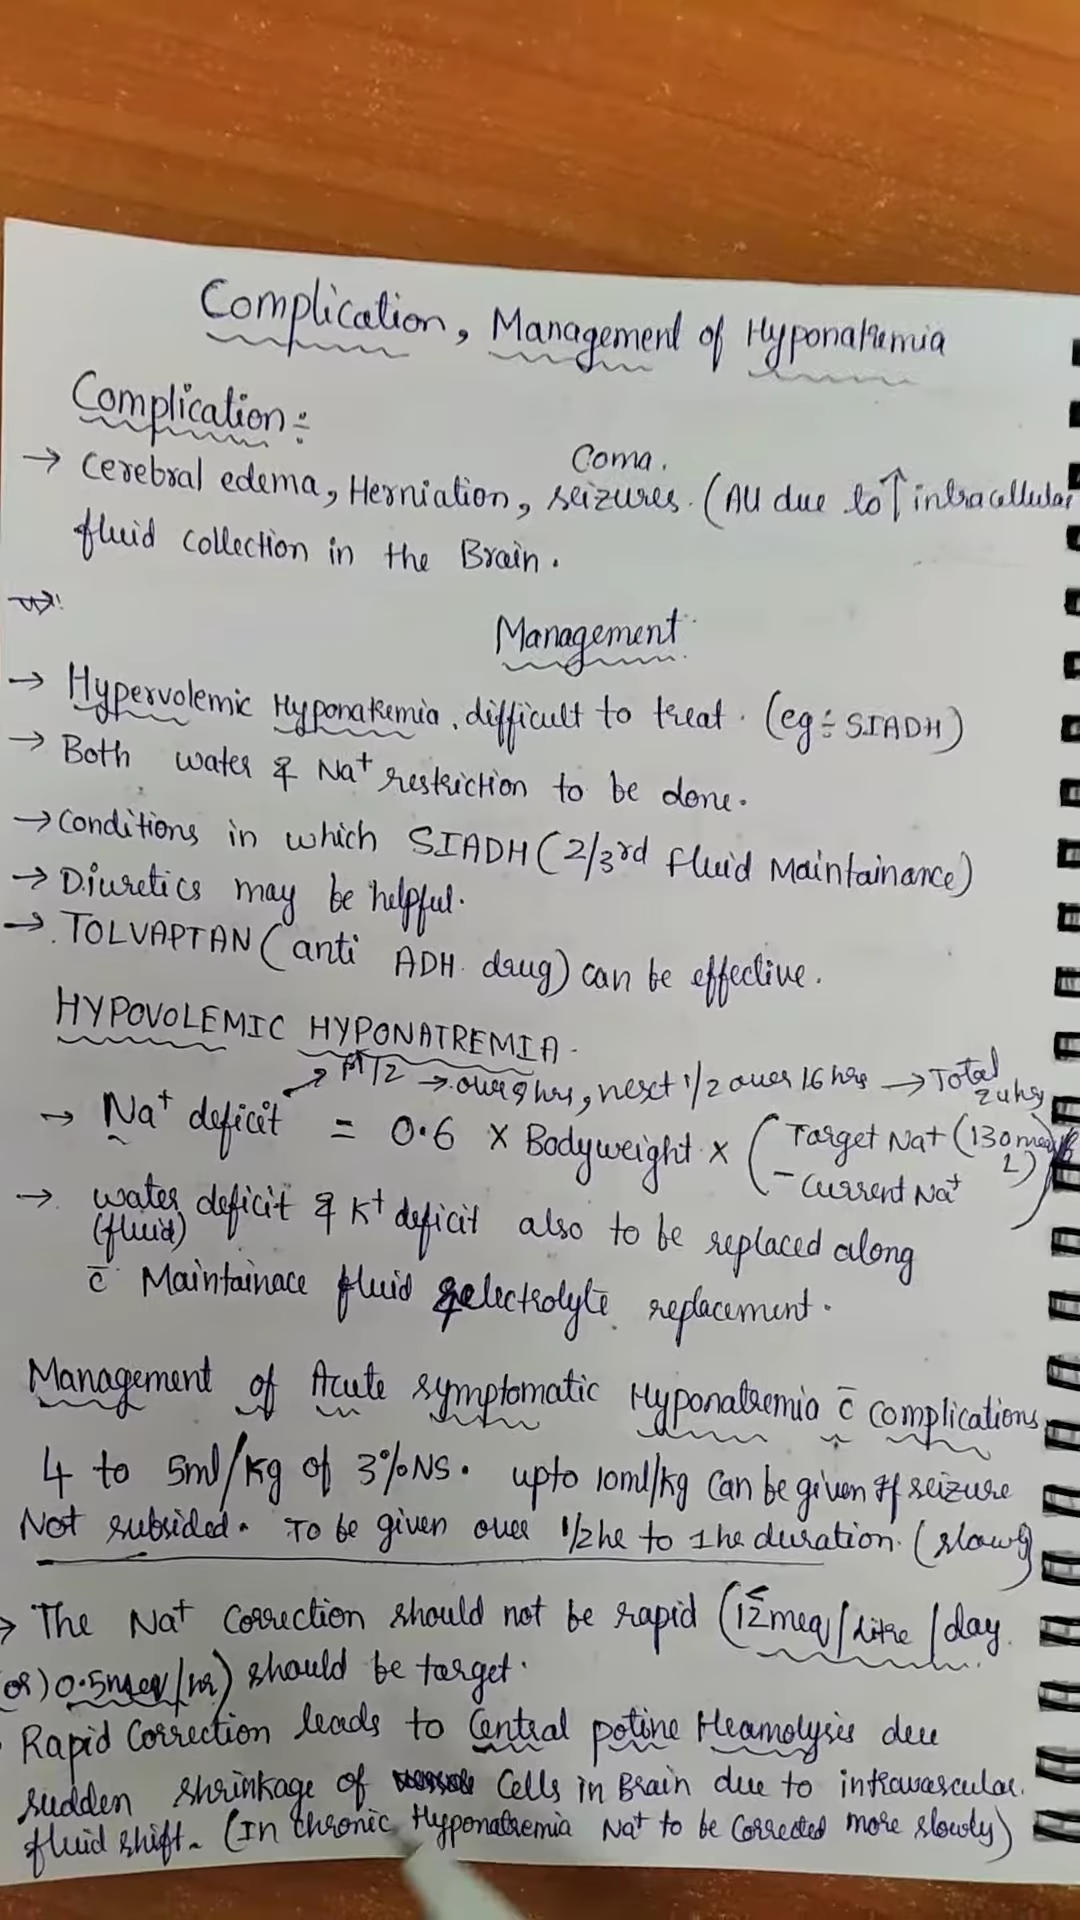 Complication, Management of Hyponatremia
Complication:
Coma.
→ Cerebral edema, Herniation, seizures. (All due to ↑ intracellular
fluid collection in the Brain.
Management
→ Hypervolemic Hyponatremia. difficult to treat. (eg: SIADH)
→ Both water & Na+ restriction to be done.
→ Conditions in which SIADH (2/3rd Fluid Maintainance)
→ Diuretics may be helpful.
→ TOLVAPTAN (anti ADH drug) can be effective.
HYPOVOLEMIC HYPONATREMIA.
1/2 → over 8 hrs, next 1/2 over 16 hrs → Total 24 hrs
→ Na+ deficit = 0.6 × Bodyweight × (Target Na+ (130 meq/L)
- Current Na+)
→ water deficit & K+ deficit also to be replaced along
(fluid)
c̄ Maintainace fluid & electrolyte replacement.
Management of Acute symptomatic Hyponatremia c̄ complications
4 to 5ml/kg of 3% NS. upto 10ml/kg can be given if seizure
Not subsided. To be given over 1/2 hr to 1 hr duration. (slowly)
→ The Na+ Correction should not be rapid (≤12meq/Litre/day
(or) 0.5meq/hr) should be target.
Rapid Correction leads to Central potine Heamolysis due
sudden shrinkage of Cells in Brain due to intravascular
fluid shift. (In chronic Hyponatremia Na+ to be Corrected more slowly)